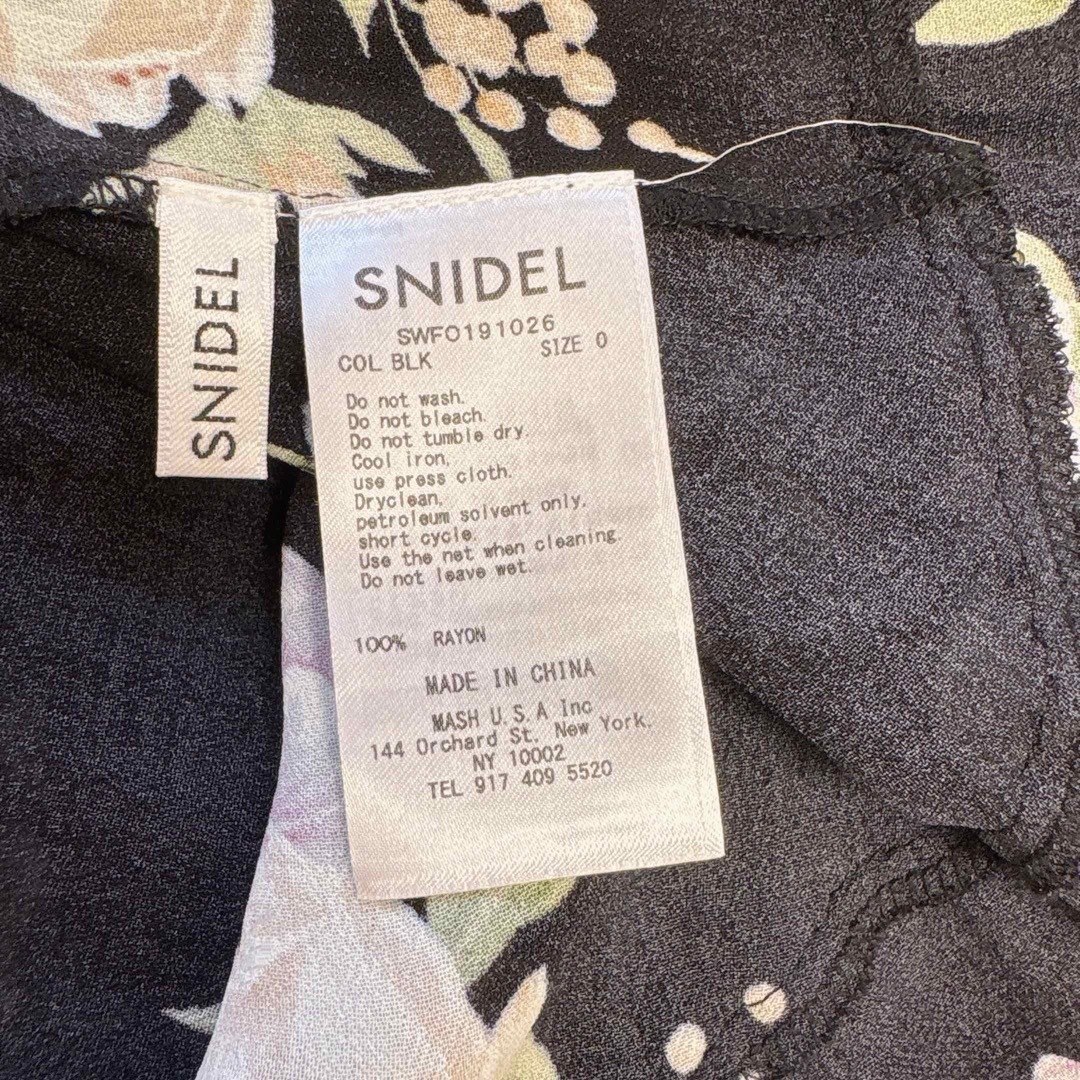 SNIDEL
SNIDEL
SWFO191026
COL BLK SIZE 0
Do not wash.
Do not bleach.
Do not tumble dry.
Cool iron,
use press cloth.
Dryclean,
petroleum solvent only,
short cycle.
Use the net when cleaning.
Do not leave wet.
100% RAYON
MADE IN CHINA
MASH U.S.A Inc
144 Orchard St. New York.
NY 10002
TEL 917 409 5520